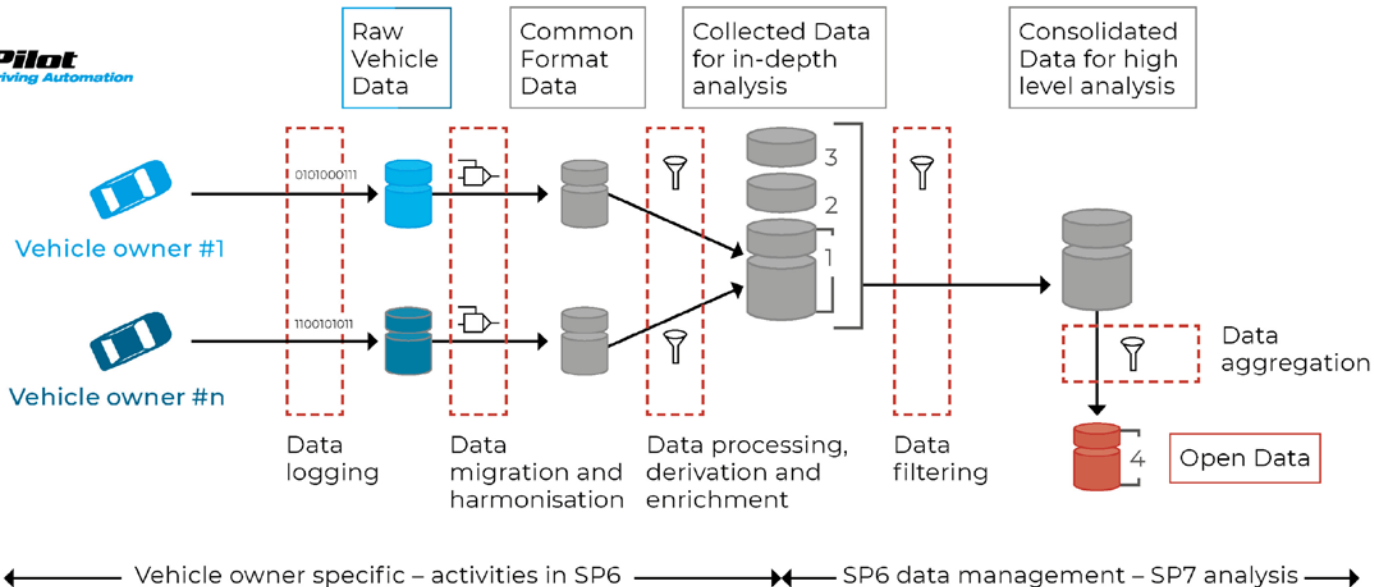 Pilot
riving Automation
Raw
Vehicle
Data
Common
Format
Data
Collected Data
for in-depth
analysis
Consolidated
Data for high
level analysis
0101000111
3
2
1
Vehicle owner #1
1100101011
Vehicle owner #n
Data
aggregation
Data
logging
Data
migration and
harmonisation
Data processing,
derivation and
enrichment
Data
filtering
4
Open Data
Vehicle owner specific – activities in SP6
SP6 data management – SP7 analysis